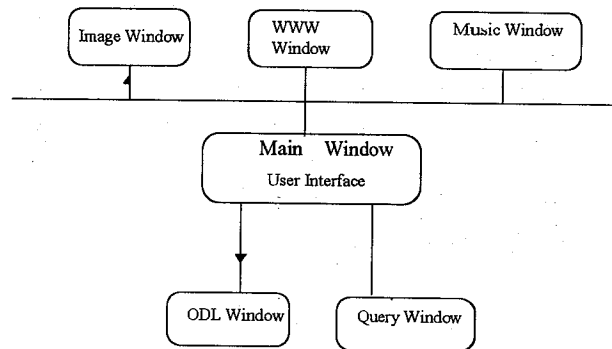 Image Window
WWW
Window
Music Window
Main Window
User Interface
ODL Window
Query Window